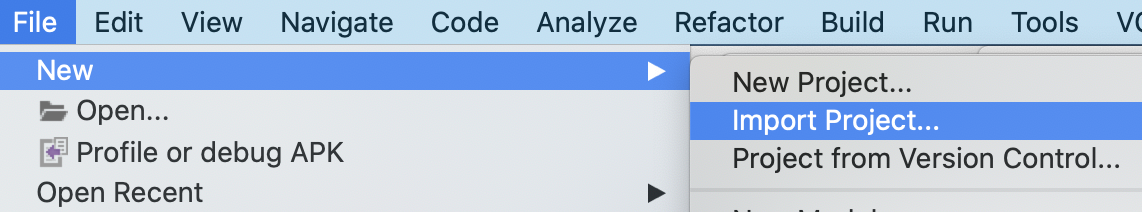 File Edit View Navigate Code Analyze Refactor Build Run Tools
New
New Project...
Open...
Import Project...
Profile or debug APK
Project from Version Control...
Open Recent